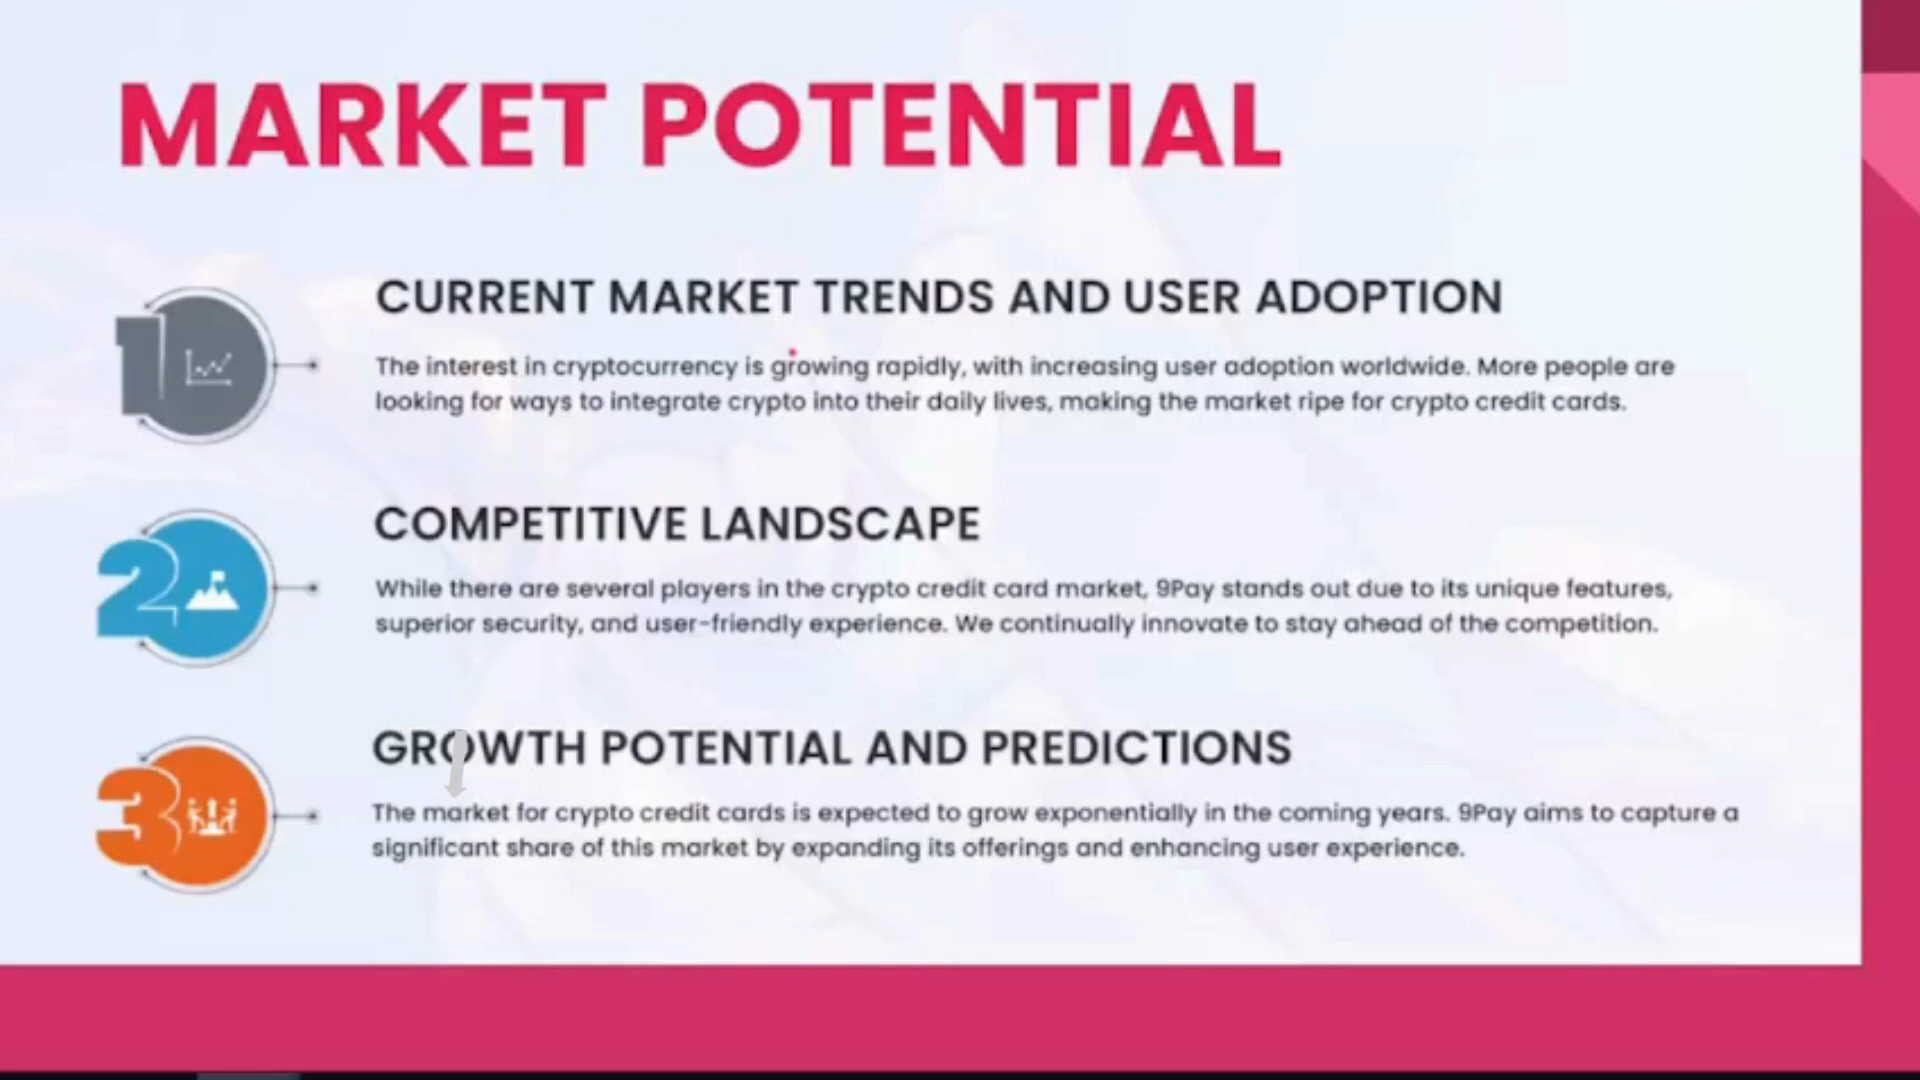 MARKET POTENTIAL
1
CURRENT MARKET TRENDS AND USER ADOPTION
The interest in cryptocurrency is growing rapidly, with increasing user adoption worldwide. More people are
looking for ways to integrate crypto into their daily lives, making the market ripe for crypto credit cards.
2
COMPETITIVE LANDSCAPE
While there are several players in the crypto credit card market, 9Pay stands out due to its unique features,
superior security, and user-friendly experience. We continually innovate to stay ahead of the competition.
3
GROWTH POTENTIAL AND PREDICTIONS
The market for crypto credit cards is expected to grow exponentially in the coming years. 9Pay aims to capture a
significant share of this market by expanding its offerings and enhancing user experience.